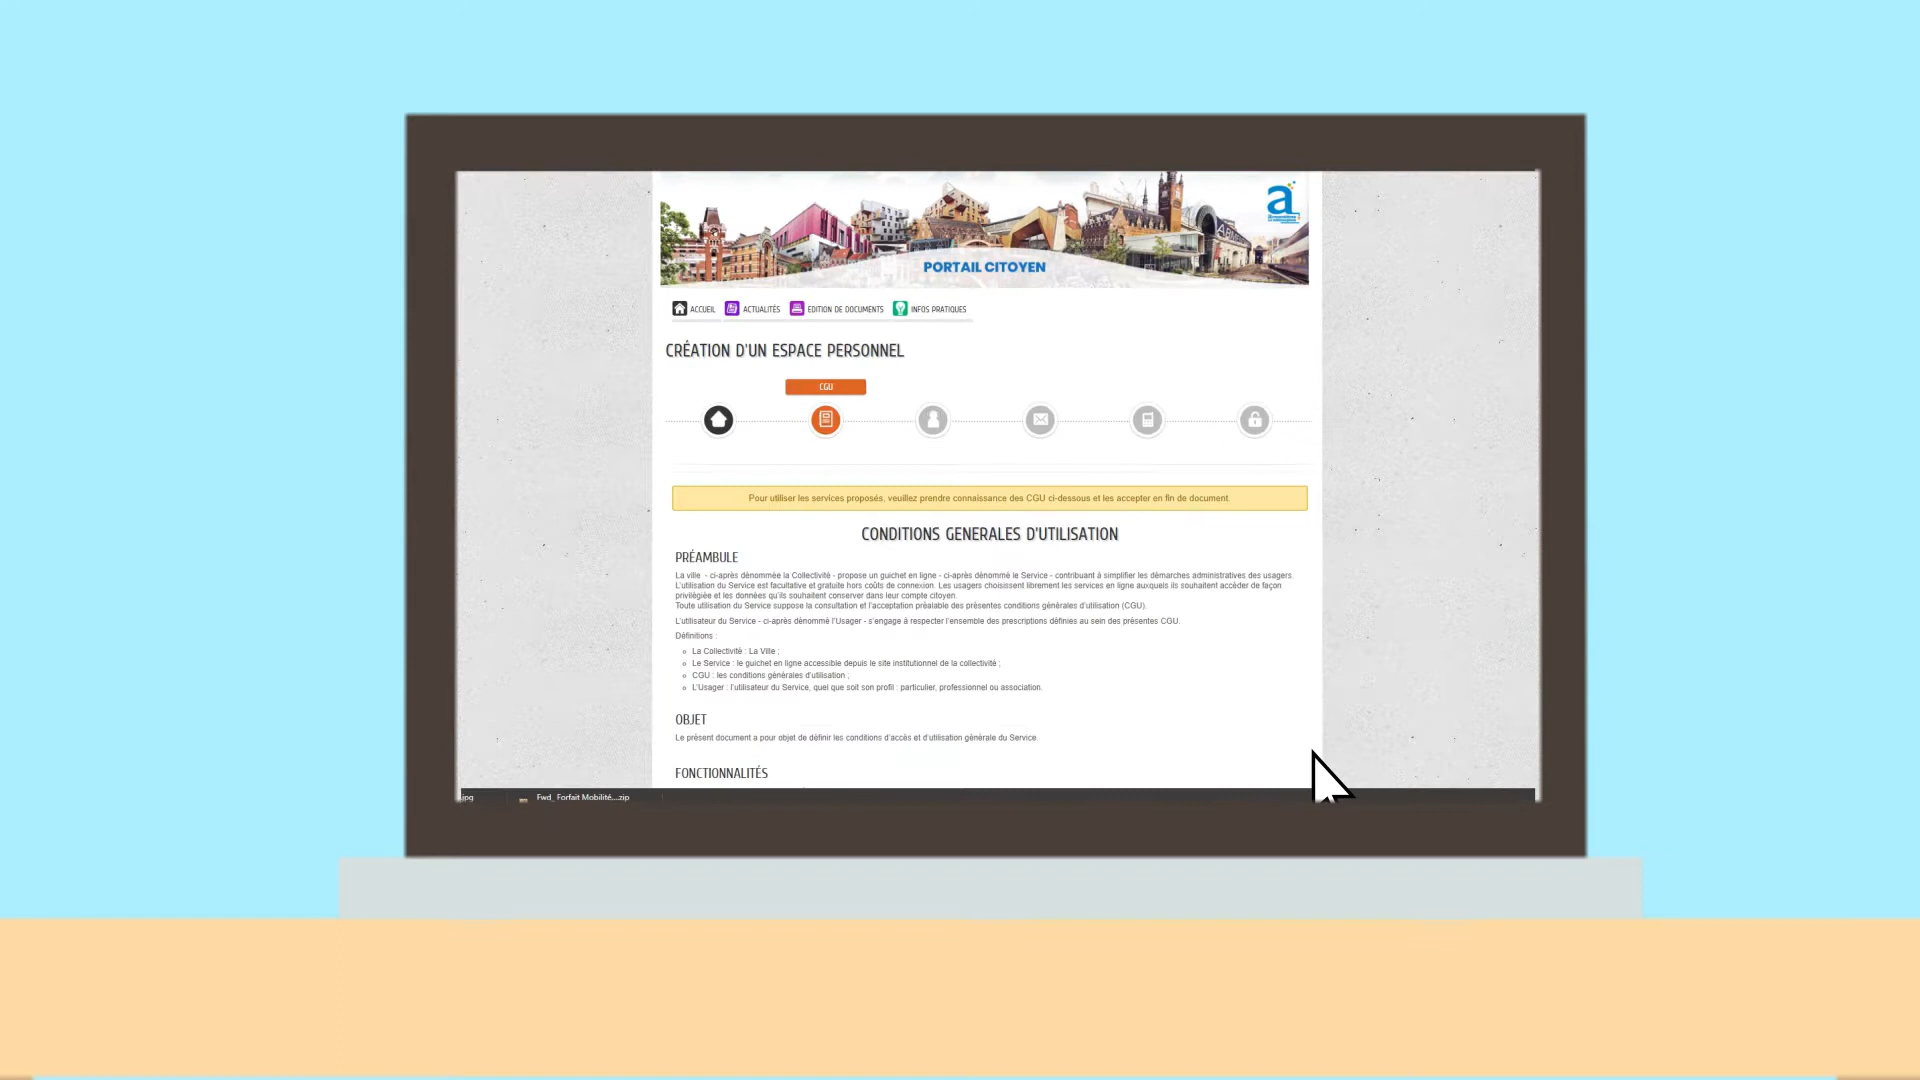 a
PORTAIL CITOYEN
ACCUEIL ACTUALITÉS EDITION DE DOCUMENTS INFOS PRATIQUES
CRÉATION D'UN ESPACE PERSONNEL
CGU
Pour utiliser les services proposés, veuillez prendre connaissance des CGU ci-dessous et les accepter en fin de document.
CONDITIONS GENERALES D'UTILISATION
PRÉAMBULE
La ville - ci-après dénommée la Collectivité - propose un guichet en ligne - ci-après dénommé le Service - contribuant à simplifier les démarches administratives des usagers.
L'utilisation du Service est facultative et gratuite hors coûts de connexion. Les usagers choisissent librement les services en ligne auxquels ils souhaitent accéder de façon
privilégiée et les données qu'ils souhaitent conserver dans leur compte citoyen.
Toute utilisation du Service suppose la consultation et l'acceptation préalable des présentes conditions générales d'utilisation (CGU).
L'utilisateur du Service - ci-après dénommé l'Usager - s'engage à respecter l'ensemble des prescriptions définies au sein des présentes CGU.
Définitions :
La Collectivité : La Ville ;
Le Service : le guichet en ligne accessible depuis le site institutionnel de la collectivité ;
CGU : les conditions générales d'utilisation ;
L'Usager : l'utilisateur du Service, quel que soit son profil : particulier, professionnel ou association.
OBJET
Le présent document a pour objet de définir les conditions d'accès et d'utilisation générale du Service.
FONCTIONNALITÉS
.jpg Fwd_ Forfait Mobilité....zip